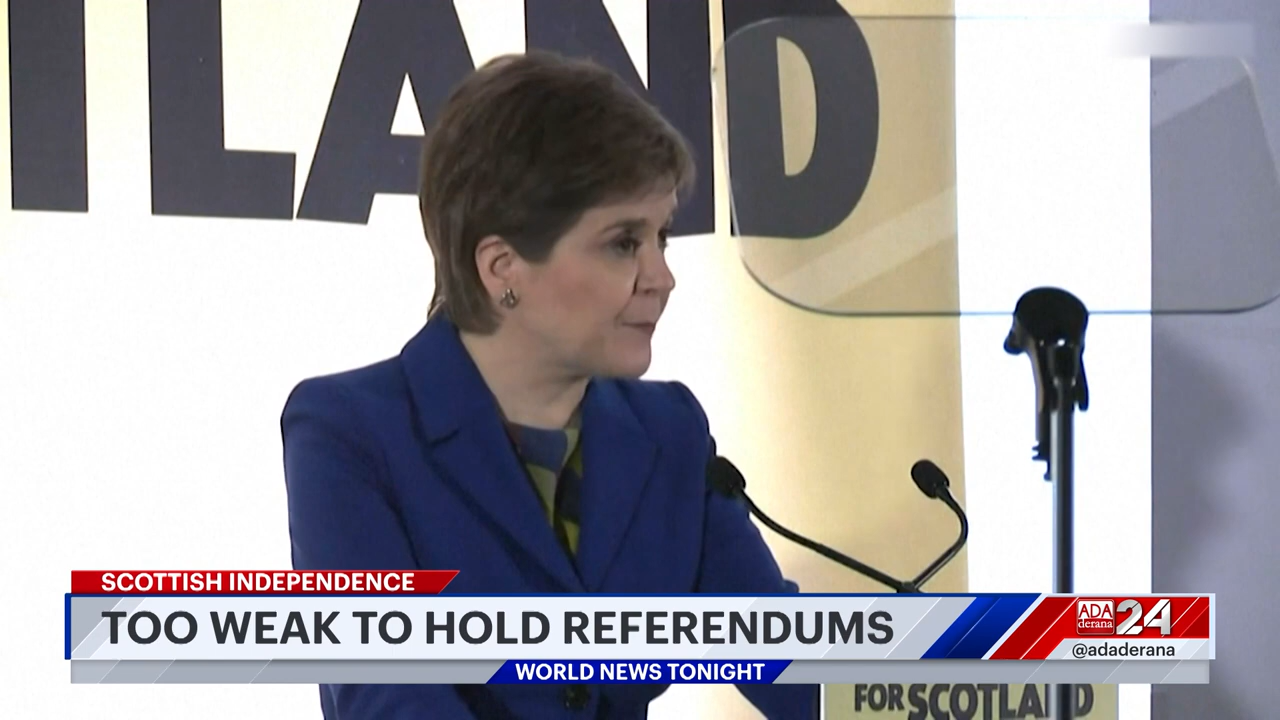 TLAND
SCOTTISH INDEPENDENCE
TOO WEAK TO HOLD REFERENDUMS
ADA
derana
24
@adaderana
WORLD NEWS TONIGHT
FOR SCOTLAND